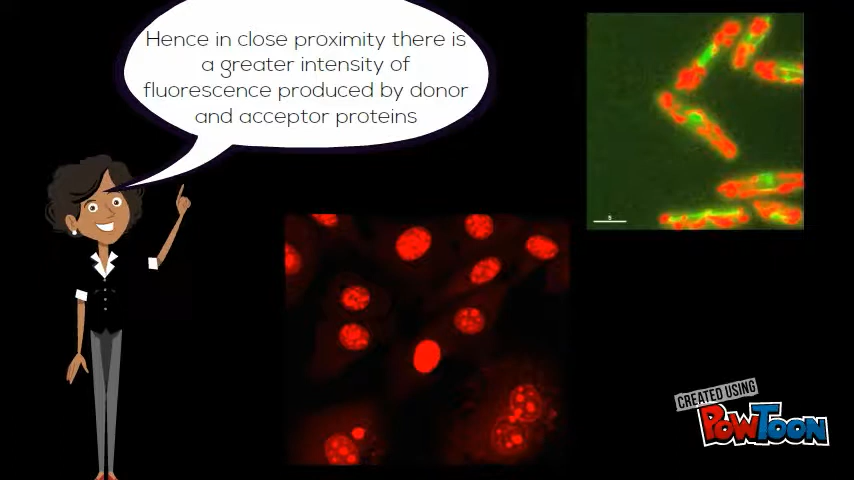 Hence in close proximity there is
a greater intensity of
fluorescence produced by donor
and acceptor proteins
5
CREATED USING
POWTOON